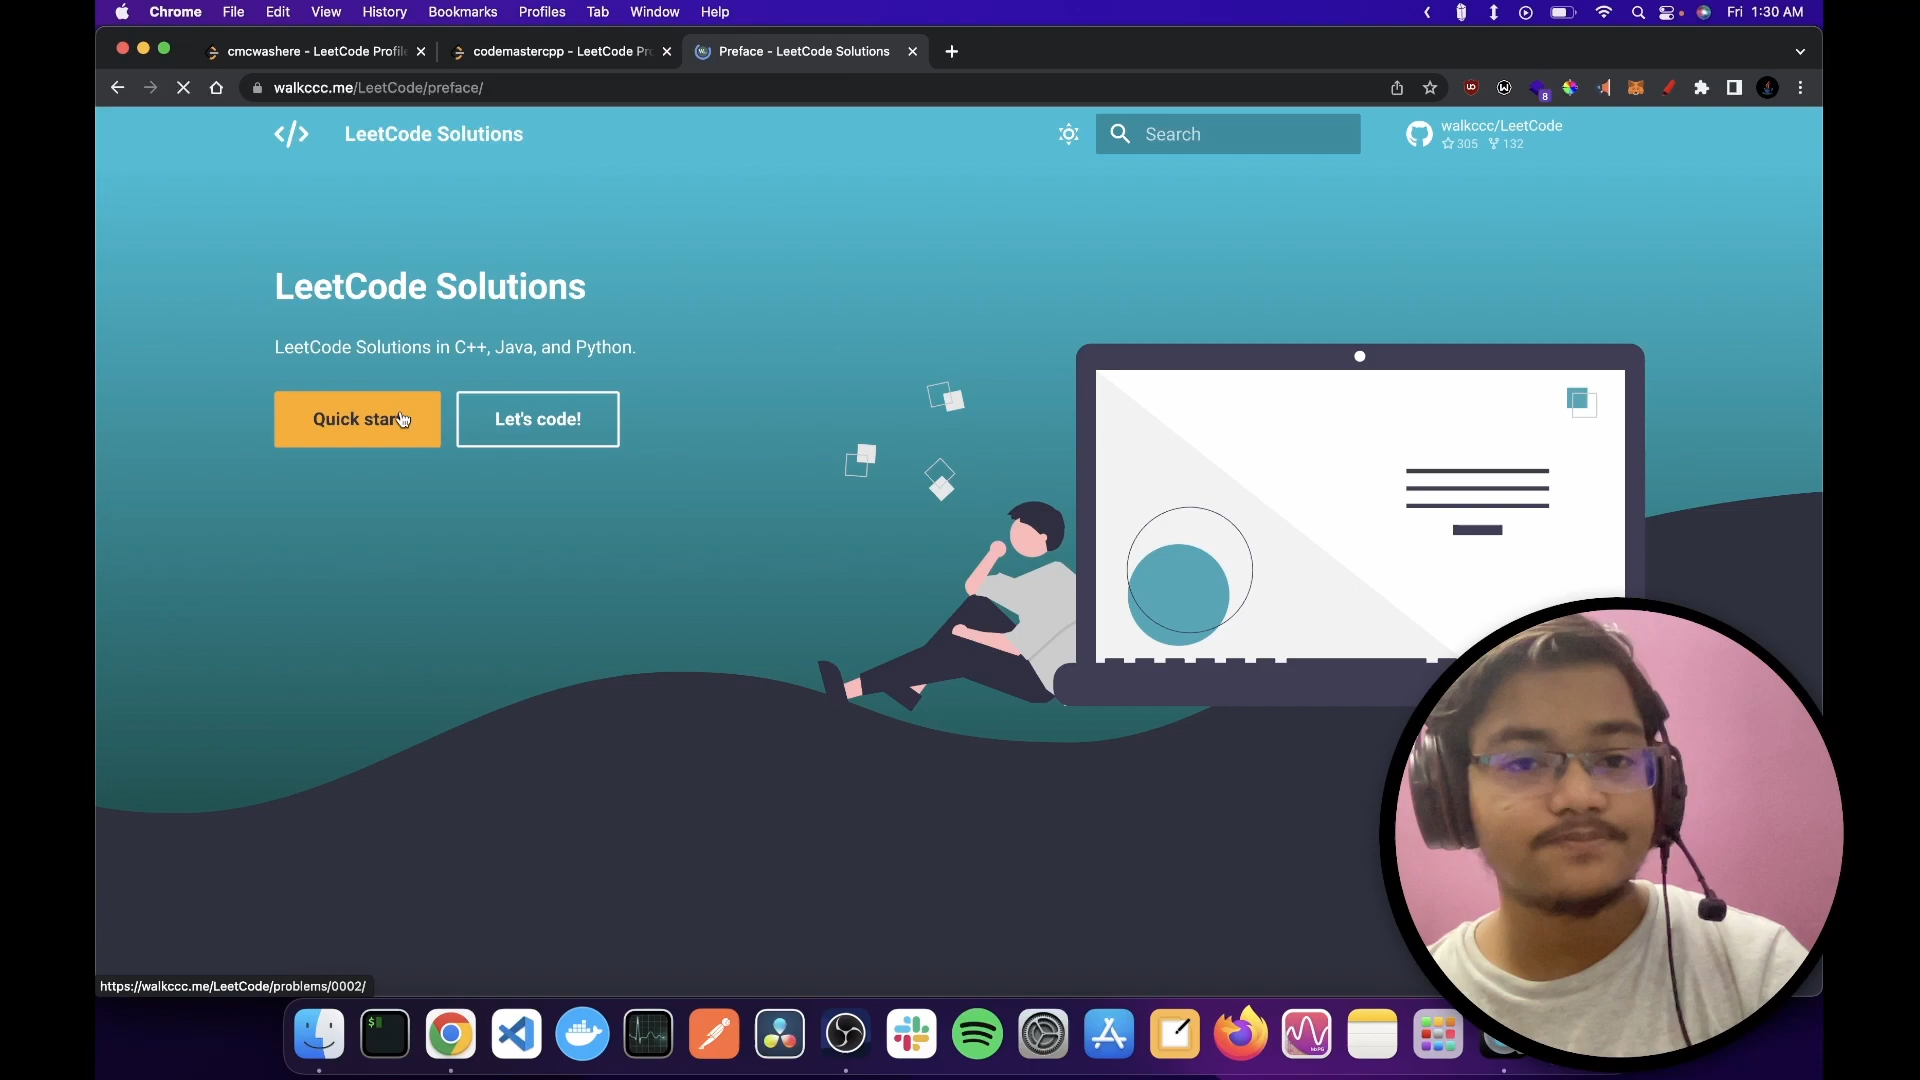 Chrome File Edit View History Bookmarks Profiles Tab Window Help
Fri 1:30 AM
cmcwashere - LeetCode Profile
codemastercpp - LeetCode Pr
Preface - LeetCode Solutions
walkccc.me/LeetCode/preface/
8
LeetCode Solutions
Search
walkccc/LeetCode
305 132
LeetCode Solutions
LeetCode Solutions in C++, Java, and Python.
Quick start
Let's code!
https://walkccc.me/LeetCode/problems/0002/